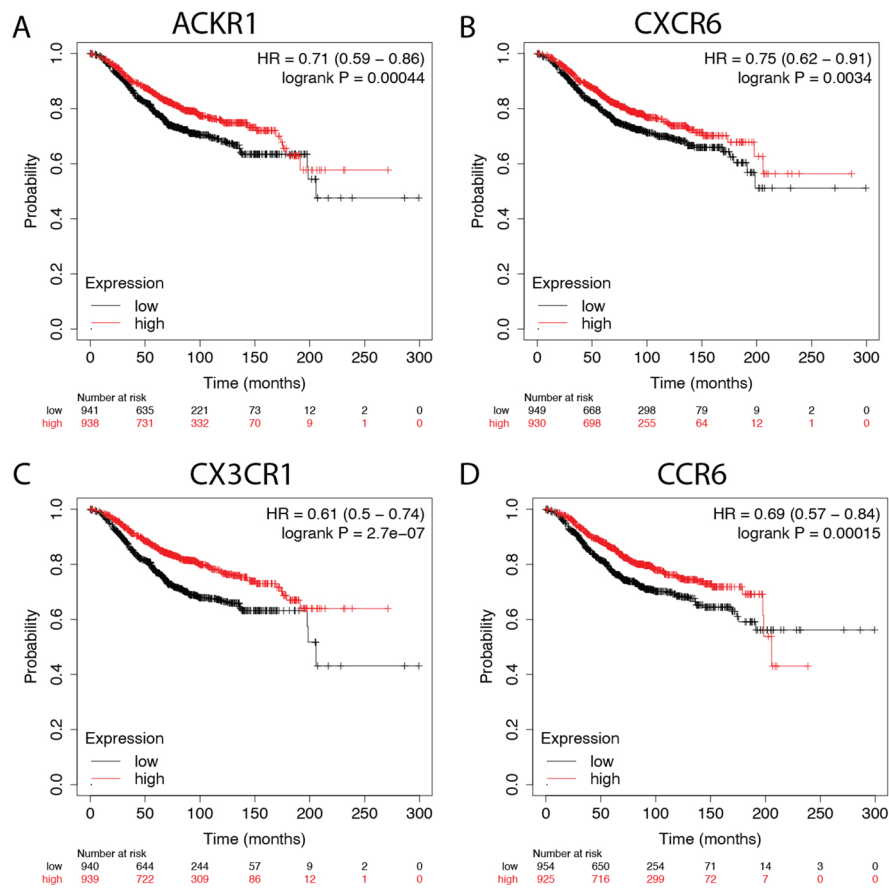 A
ACKR1
HR = 0.71 (0.59 − 0.86)
logrank P = 0.00044
Probability
1.0
0.8
0.6
0.4
0.2
0.0
Expression
low
high
0 50 100 150 200 250 300
Time (months)
Number at risk
low 941 635 221 73 12 2 0
high 938 731 332 70 9 1 0
B
CXCR6
HR = 0.75 (0.62 − 0.91)
logrank P = 0.0034
Probability
1.0
0.8
0.6
0.4
0.2
0.0
Expression
low
high
0 50 100 150 200 250 300
Time (months)
Number at risk
low 949 668 298 79 9 2 0
high 930 698 255 64 12 1 0
C
CX3CR1
HR = 0.61 (0.5 − 0.74)
logrank P = 2.7e−07
Probability
1.0
0.8
0.6
0.4
0.2
0.0
Expression
low
high
0 50 100 150 200 250 300
Time (months)
Number at risk
low 940 644 244 57 9 2 0
high 939 722 309 86 12 1 0
D
CCR6
HR = 0.69 (0.57 − 0.84)
logrank P = 0.00015
Probability
1.0
0.8
0.6
0.4
0.2
0.0
Expression
low
high
0 50 100 150 200 250 300
Time (months)
Number at risk
low 954 650 254 71 14 3 0
high 925 716 299 72 7 0 0